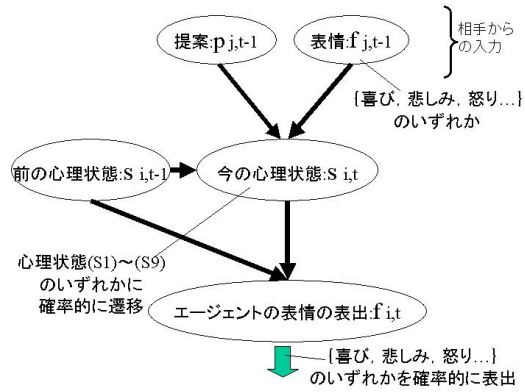 提案:p j,t-1
表情:f j,t-1
相手から
の入力
{喜び, 悲しみ, 怒り…}
のいずれか
前の心理状態:S i,t-1
今の心理状態:S i,t
心理状態(S1)～(S9)
のいずれかに
確率的に遷移
エージェントの表情の表出:f i,t
{喜び, 悲しみ, 怒り…}
のいずれかを確率的に表出